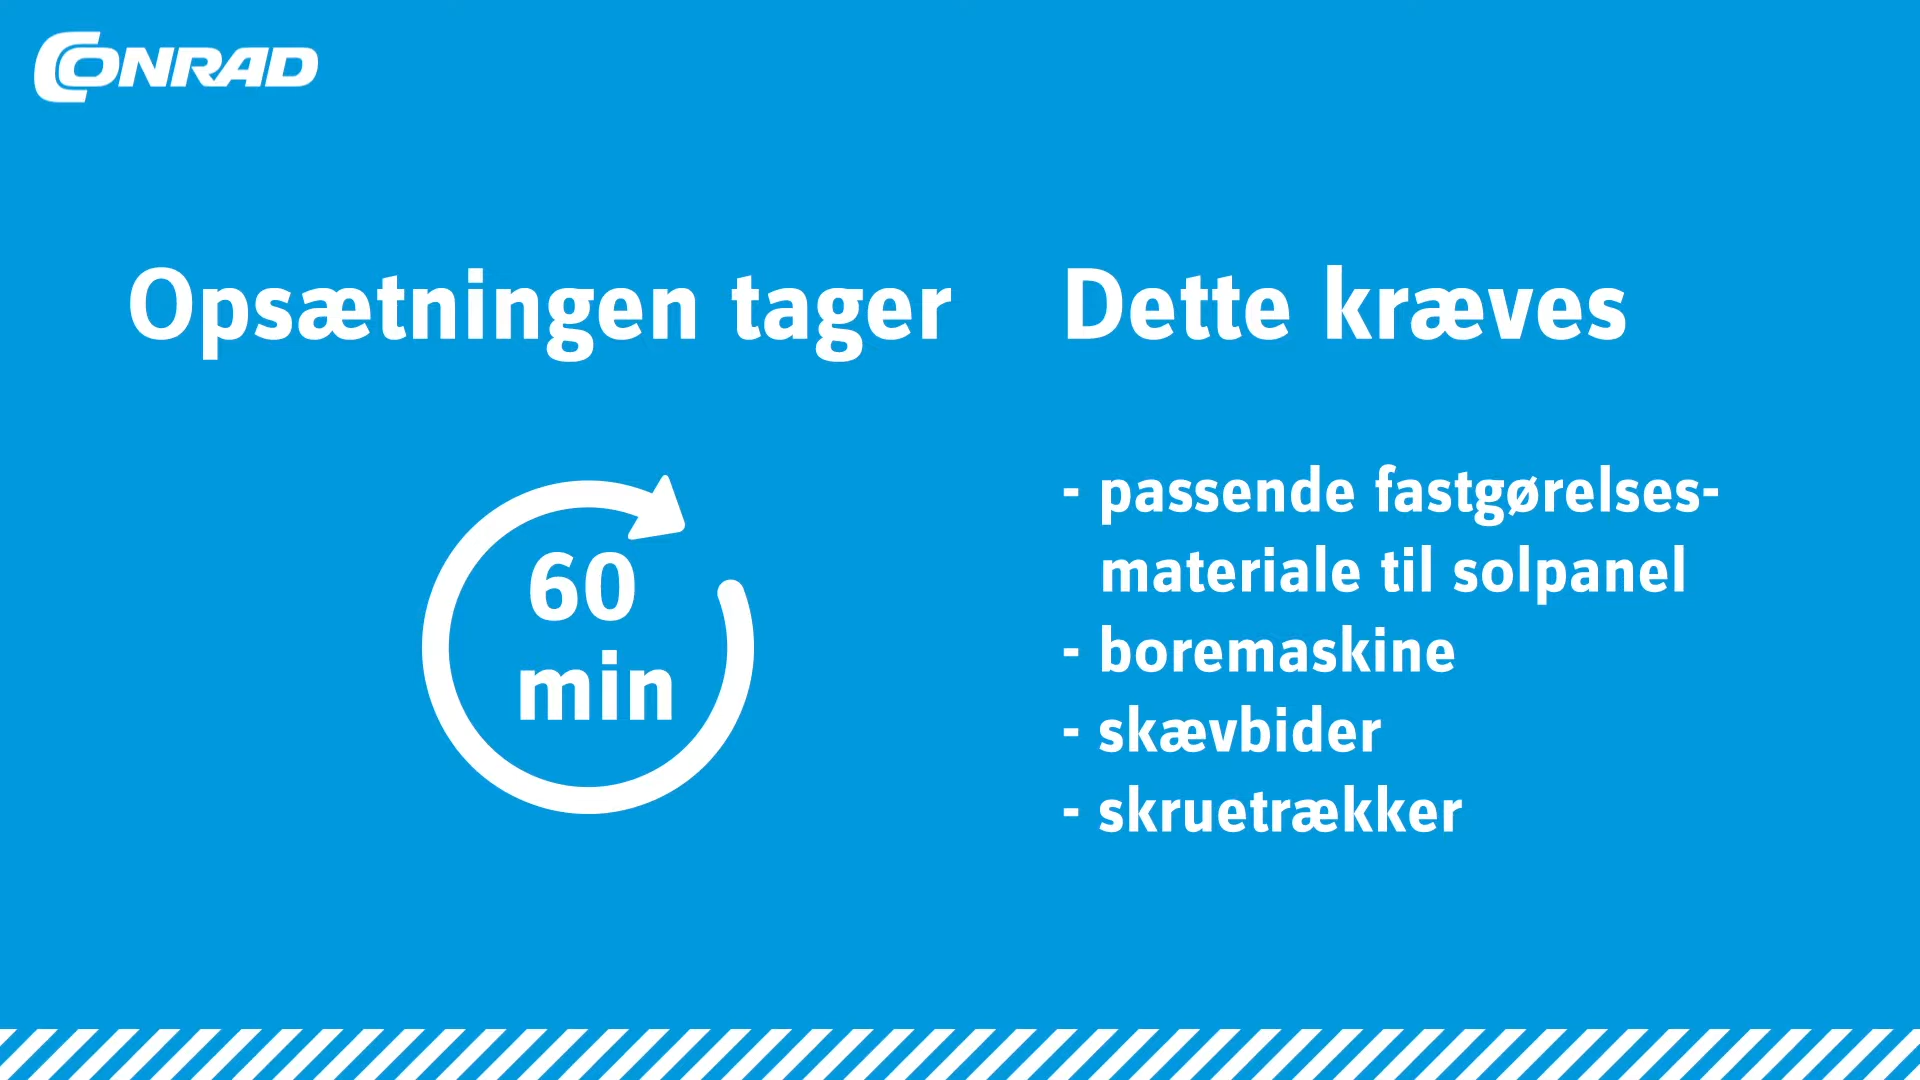 CONRAD
Opsætningen tager
60
min
Dette kræves
- passende fastgørelses-
materiale til solpanel
- boremaskine
- skævbider
- skruetrækker